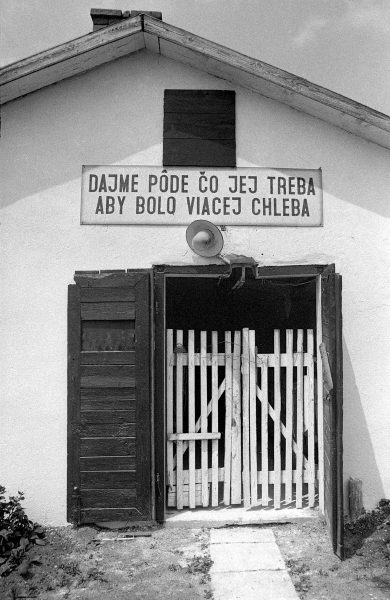 DAJME PÔDE ČO JEJ TREBA
ABY BOLO VIACEJ CHLEBA